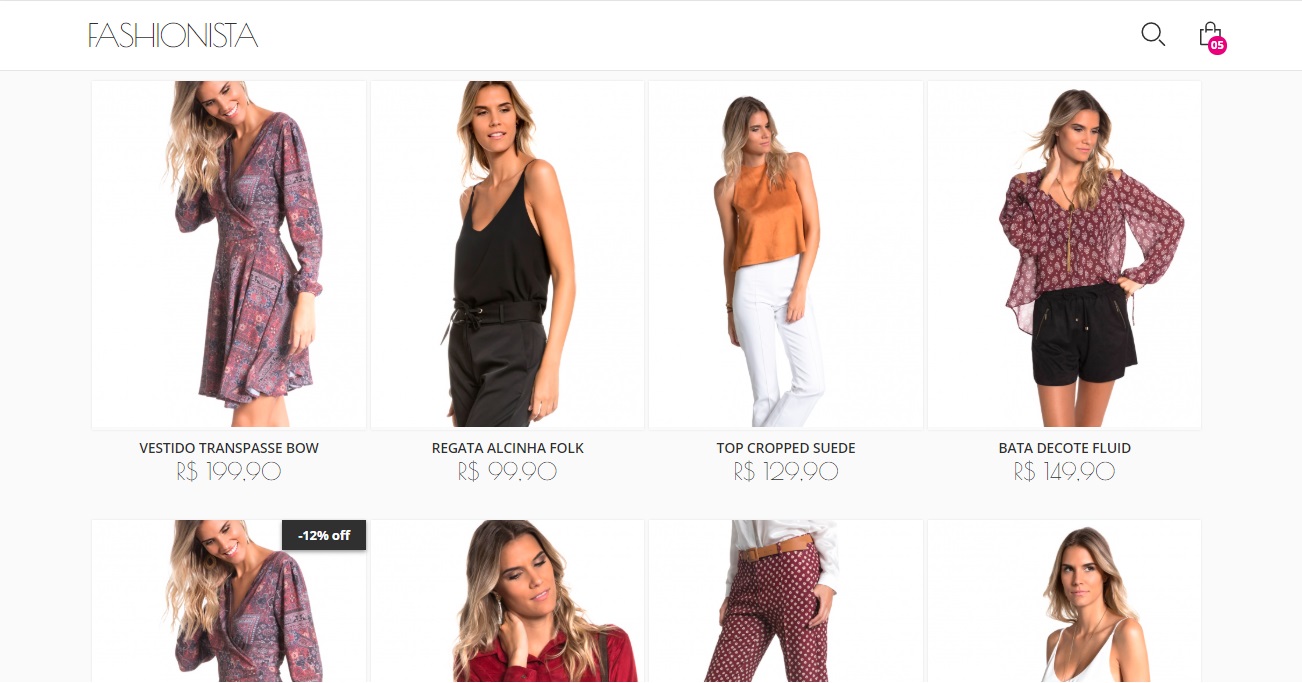 FASHIONISTA
05
VESTIDO TRANSPASSE BOW
R$ 199,90
REGATA ALCINHA FOLK
R$ 99,90
TOP CROPPED SUEDE
R$ 129,90
BATA DECOTE FLUID
R$ 149,90
-12% off